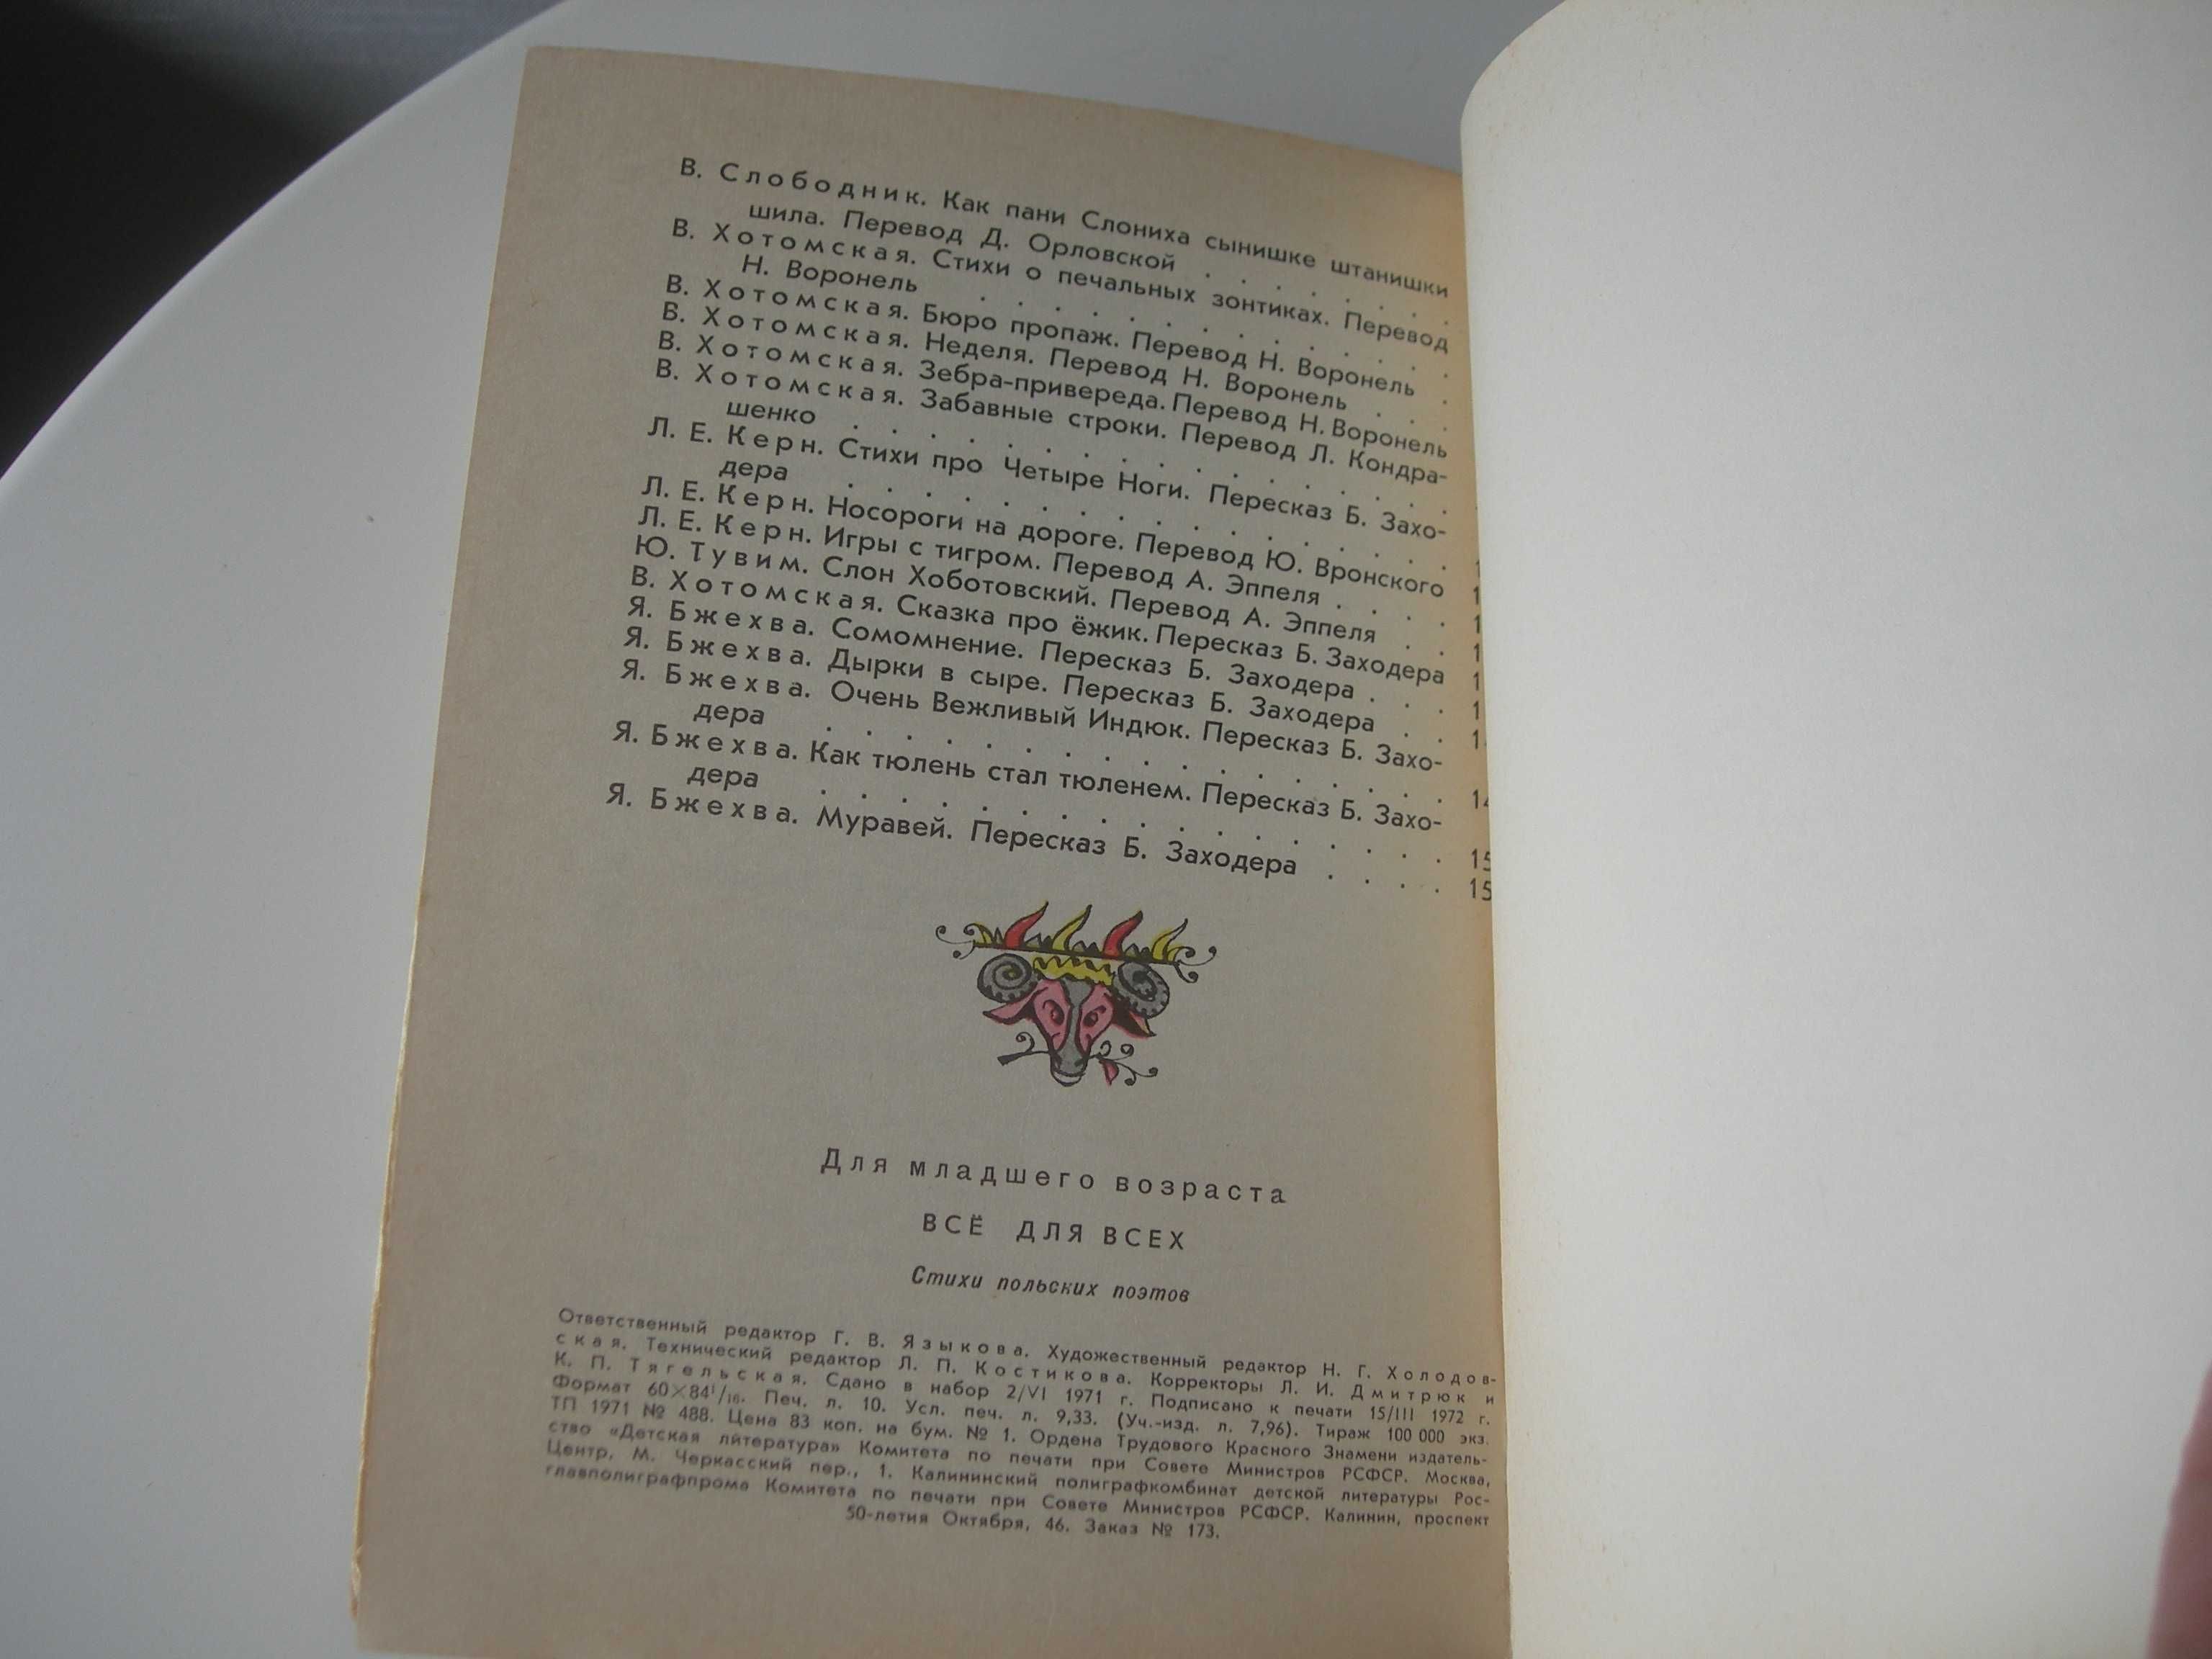 В. Слободник. Как пани Слониха сынишке штанишки
шила. Перевод Д. Орловской . . . . . . .
В. Хотомская. Стихи о печальных зонтиках. Перевод
Н. Воронель . . . . . . . . . . . . .
В. Хотомская. Бюро пропаж. Перевод Н. Воронель .
В. Хотомская. Неделя. Перевод Н. Воронель . . .
В. Хотомская. Зебра-привереда. Перевод Н. Воронель
В. Хотомская. Забавные строки. Перевод Л. Кондра-
шенко . . . . . . . . . . . . . . . .
Л. Е. Керн. Стихи про Четыре Ноги. Пересказ Б. Захо-
дера . . . . . . . . . . . . . . . . 1
Л. Е. Керн. Носороги на дороге. Перевод Ю. Вронского 1
Л. Е. Керн. Игры с тигром. Перевод А. Эппеля . . . . 1
Ю. Тувим. Слон Хоботовский. Перевод А. Эппеля . . 1
В. Хотомская. Сказка про ёжик. Пересказ Б. Заходера 1
Я. Бжехва. Сомомнение. Пересказ Б. Заходера . . . 1
Я. Бжехва. Дырки в сыре. Пересказ Б. Заходера . . 1
Я. Бжехва. Очень Вежливый Индюк. Пересказ Б. Захо-
дера . . . . . . . . . . . . . . . . 14
Я. Бжехва. Как тюлень стал тюленем. Пересказ Б. Захо-
дера . . . . . . . . . . . . . . . . 15
Я. Бжехва. Муравей. Пересказ Б. Заходера . . . . 15
Для младшего возраста
ВСЁ ДЛЯ ВСЕХ
Стихи польских поэтов
Ответственный редактор Г. В. Языкова. Художественный редактор Н. Г. Холодов-
ская. Технический редактор Л. П. Костикова. Корректоры Л. И. Дмитрюк и
К. П. Тягельская. Сдано в набор 2/VI 1971 г. Подписано к печати 15/III 1972 г.
Формат 60×84¹/₁₆. Печ. л. 10. Усл. печ. л. 9,33. (Уч.-изд. л. 7,96). Тираж 100 000 экз.
ТП 1971 № 488. Цена 83 коп. на бум. № 1. Ордена Трудового Красного Знамени издатель-
ство «Детская литература» Комитета по печати при Совете Министров РСФСР. Москва,
Центр, М. Черкасский пер., 1. Калининский полиграфкомбинат детской литературы Рос-
главполиграфпрома Комитета по печати при Совете Министров РСФСР. Калинин, проспект
50-летия Октября, 46. Заказ № 173.